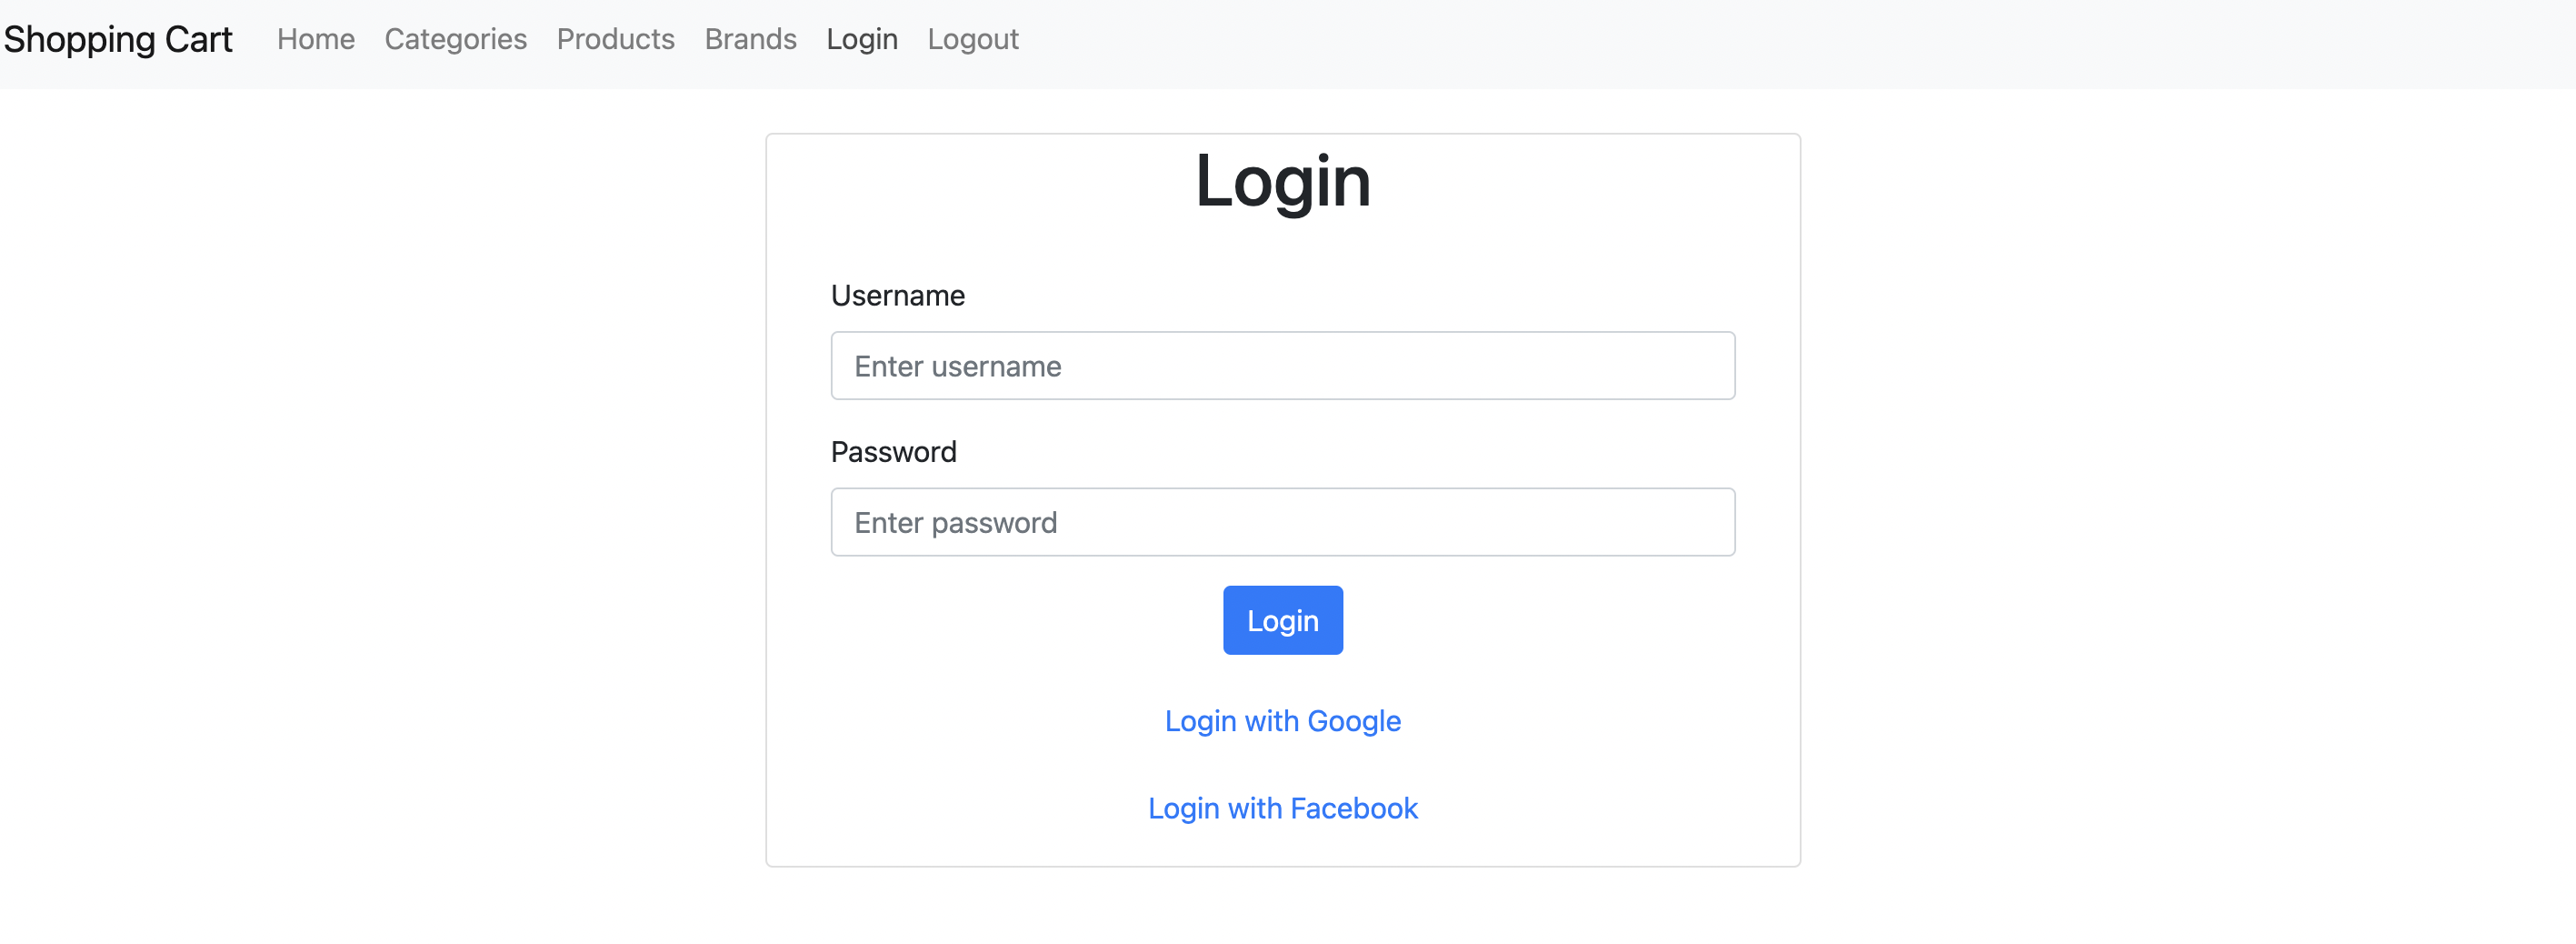 Shopping Cart Home Categories Products Brands Login Logout
Login
Username
Enter username
Password
Enter password
Login
Login with Google
Login with Facebook